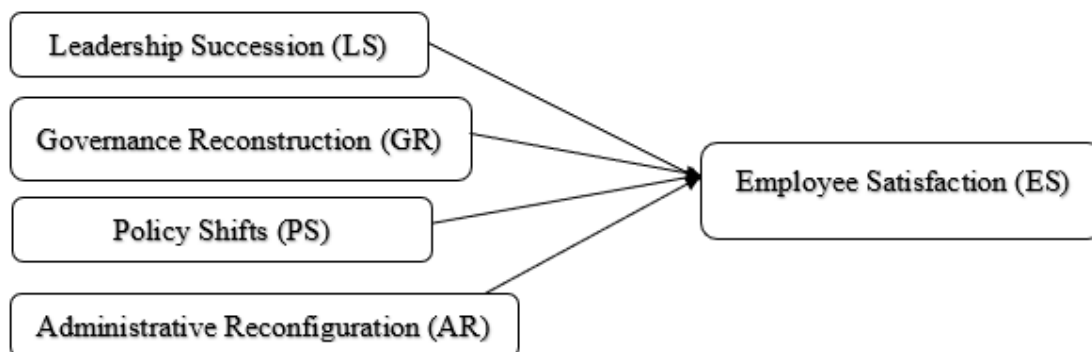 Leadership Succession (LS)
Governance Reconstruction (GR)
Employee Satisfaction (ES)
Policy Shifts (PS)
Administrative Reconfiguration (AR)